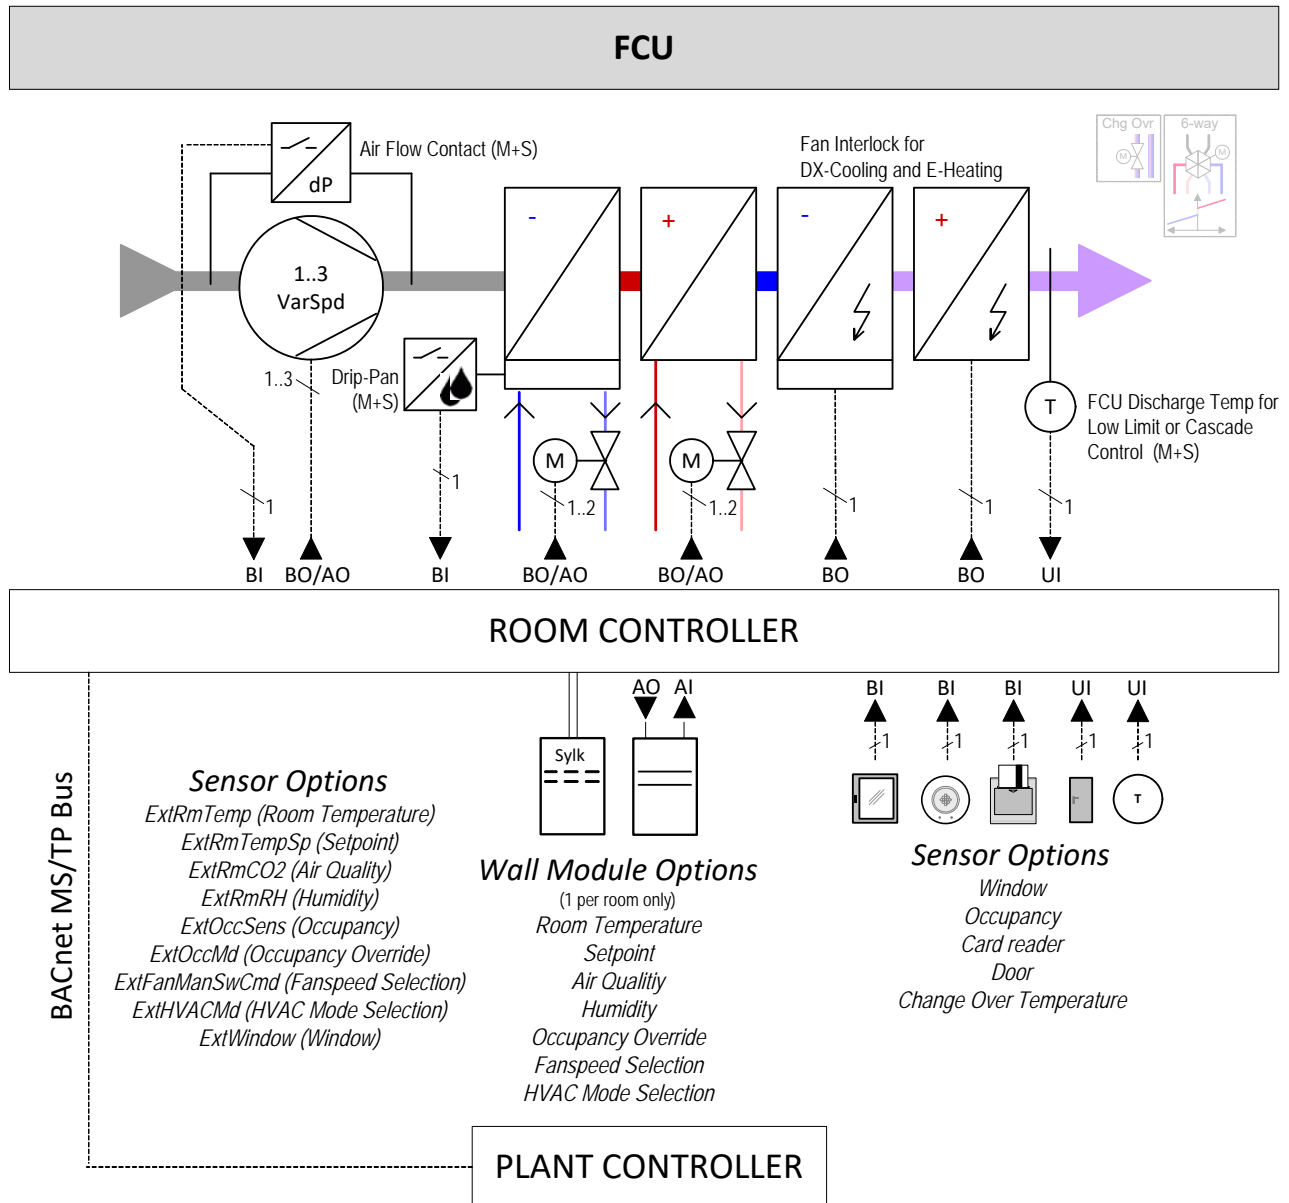 FCU
Chg Ovr
6-way
M
M
Air Flow Contact (M+S)
dP
Fan Interlock for
DX-Cooling and E-Heating
-
+
-
+
1..3
VarSpd
1..3
Drip-Pan
(M+S)
T
FCU Discharge Temp for
Low Limit or Cascade
Control (M+S)
M
M
1
1
1..2
1..2
1
1
1
BI
BO/AO
BI
BO/AO
BO/AO
BO
BO
UI
ROOM CONTROLLER
AO
AI
BI
BI
BI
UI
UI
1
1
1
1
1
Sylk
T
BACnet MS/TP Bus
Sensor Options
ExtRmTemp (Room Temperature)
ExtRmTempSp (Setpoint)
ExtRmCO2 (Air Quality)
ExtRmRH (Humidity)
ExtOccSens (Occupancy)
ExtOccMd (Occupancy Override)
ExtFanManSwCmd (Fanspeed Selection)
ExtHVACMd (HVAC Mode Selection)
ExtWindow (Window)
Wall Module Options
(1 per room only)
Room Temperature
Setpoint
Air Qualitiy
Humidity
Occupancy Override
Fanspeed Selection
HVAC Mode Selection
Sensor Options
Window
Occupancy
Card reader
Door
Change Over Temperature
PLANT CONTROLLER